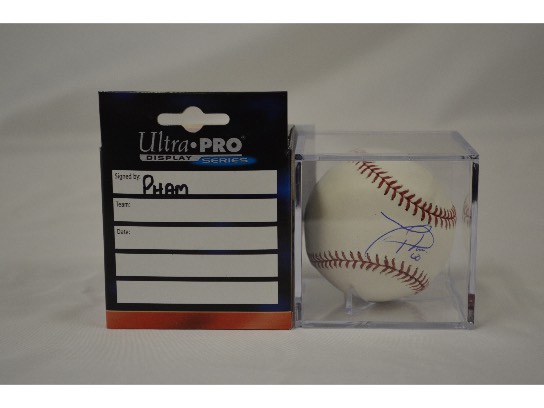 Ultra•PRO
DISPLAY SERIES
Signed by:
PHAM
Team:
Date: